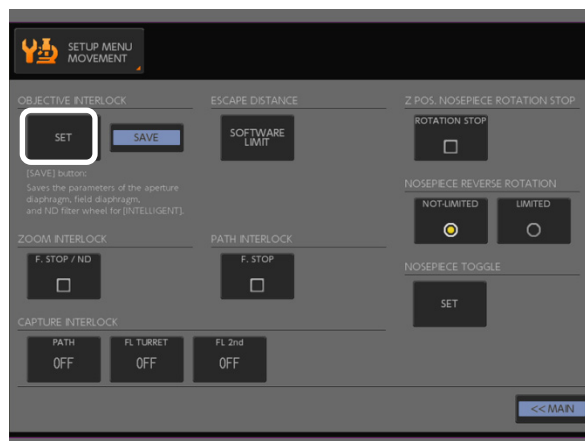 SETUP MENU
MOVEMENT
OBJECTIVE INTERLOCK
SET
SAVE
[SAVE] button:
Saves the parameters of the aperture
diaphragm, field diaphragm,
and ND filter wheel for [INTELLIGENT].
ESCAPE DISTANCE
SOFTWARE
LIMIT
Z POS. NOSEPIECE ROTATION STOP
ROTATION STOP
NOSEPIECE REVERSE ROTATION
NOT-LIMITED
LIMITED
ZOOM INTERLOCK
F. STOP / ND
PATH INTERLOCK
F. STOP
NOSEPIECE TOGGLE
SET
CAPTURE INTERLOCK
PATH
OFF
FL TURRET
OFF
FL 2nd
OFF
<< MAIN